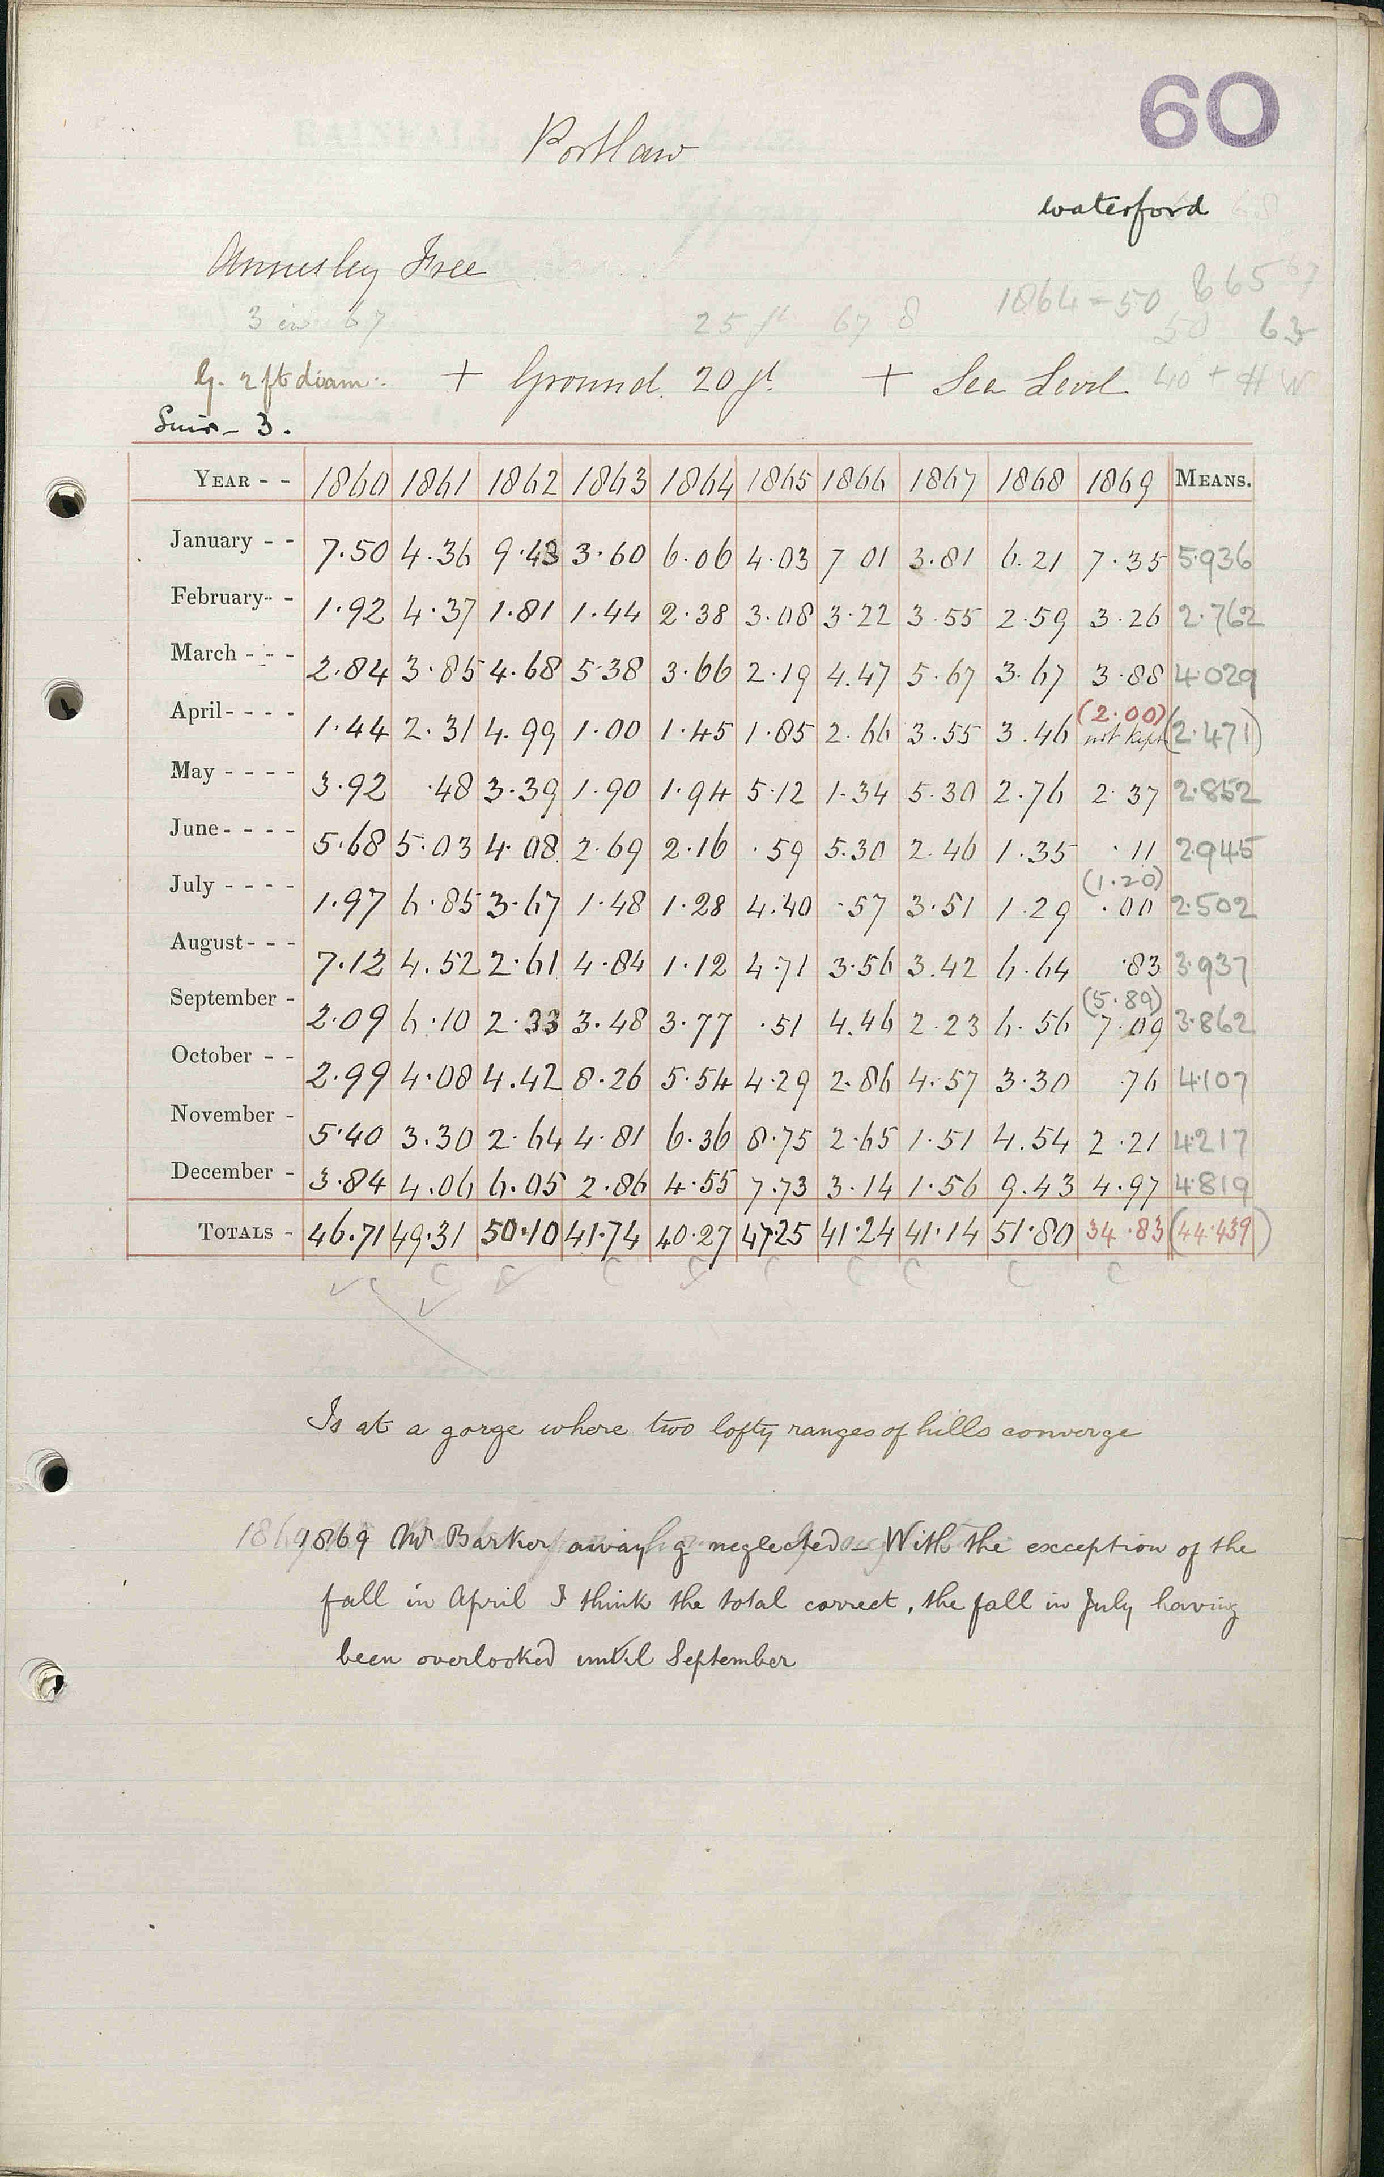 60
Portlaw
Waterford
Annesley Free
1864 = 50
3 in 67 25 ft 67 8 63
G. 2 ft diam. + Ground 20 ft + Sea Level 40 + H W
Suir - 3.
YEAR - - 1860 1861 1862 1863 1864 1865 1866 1867 1868 1869 MEANS.
January - - 7.50 4.36 9.43 3.60 6.06 4.03 7 01 3.81 6.21 7.35 5.936
February - - 1.92 4.37 1.81 1.44 2.38 3.08 3.22 3.55 2.59 3.26 2.762
March - - - 2.84 3.85 4.68 5.38 3.66 2.19 4.47 5.67 3.67 3.88 4.029
(2.00)
April - - - - 1.44 2.31 4.99 1.00 1.45 1.85 2.66 3.55 3.46 not kept (2.471)
May - - - - 3.92 .48 3.39 1.90 1.94 5.12 1.34 5.30 2.76 2.37 2.852
June - - - - 5.68 5.03 4.08 2.69 2.16 .59 5.30 2.46 1.35 .11 2.945
(1.20)
July - - - - 1.97 6.85 3.67 1.48 1.28 4.40 .57 3.51 1.29 .00 2.502
August - - - 7.12 4.52 2.61 4.84 1.12 4.71 3.56 3.42 6.64 .83 3.937
(5.89)
September - 2.09 6.10 2.33 3.48 3.77 .51 4.46 2.23 6.56 7.09 3.862
October - - 2.99 4.08 4.42 8.26 5.54 4.29 2.86 4.57 3.30 .76 4.107
November - 5.40 3.30 2.64 4.81 6.36 8.75 2.65 1.51 4.54 2.21 4.217
December - 3.84 4.06 6.05 2.86 4.55 7.73 3.14 1.56 9.43 4.97 4.819
TOTALS - 46.71 49.31 50.10 41.74 40.27 47.25 41.24 41.14 51.80 34.83 (44.439)
Is at a gorge where two lofty ranges of hills converge
1869 Mr Barker away & g neglected - With the exception of the
fall in April I think the total correct, the fall in July having
been overlooked until September